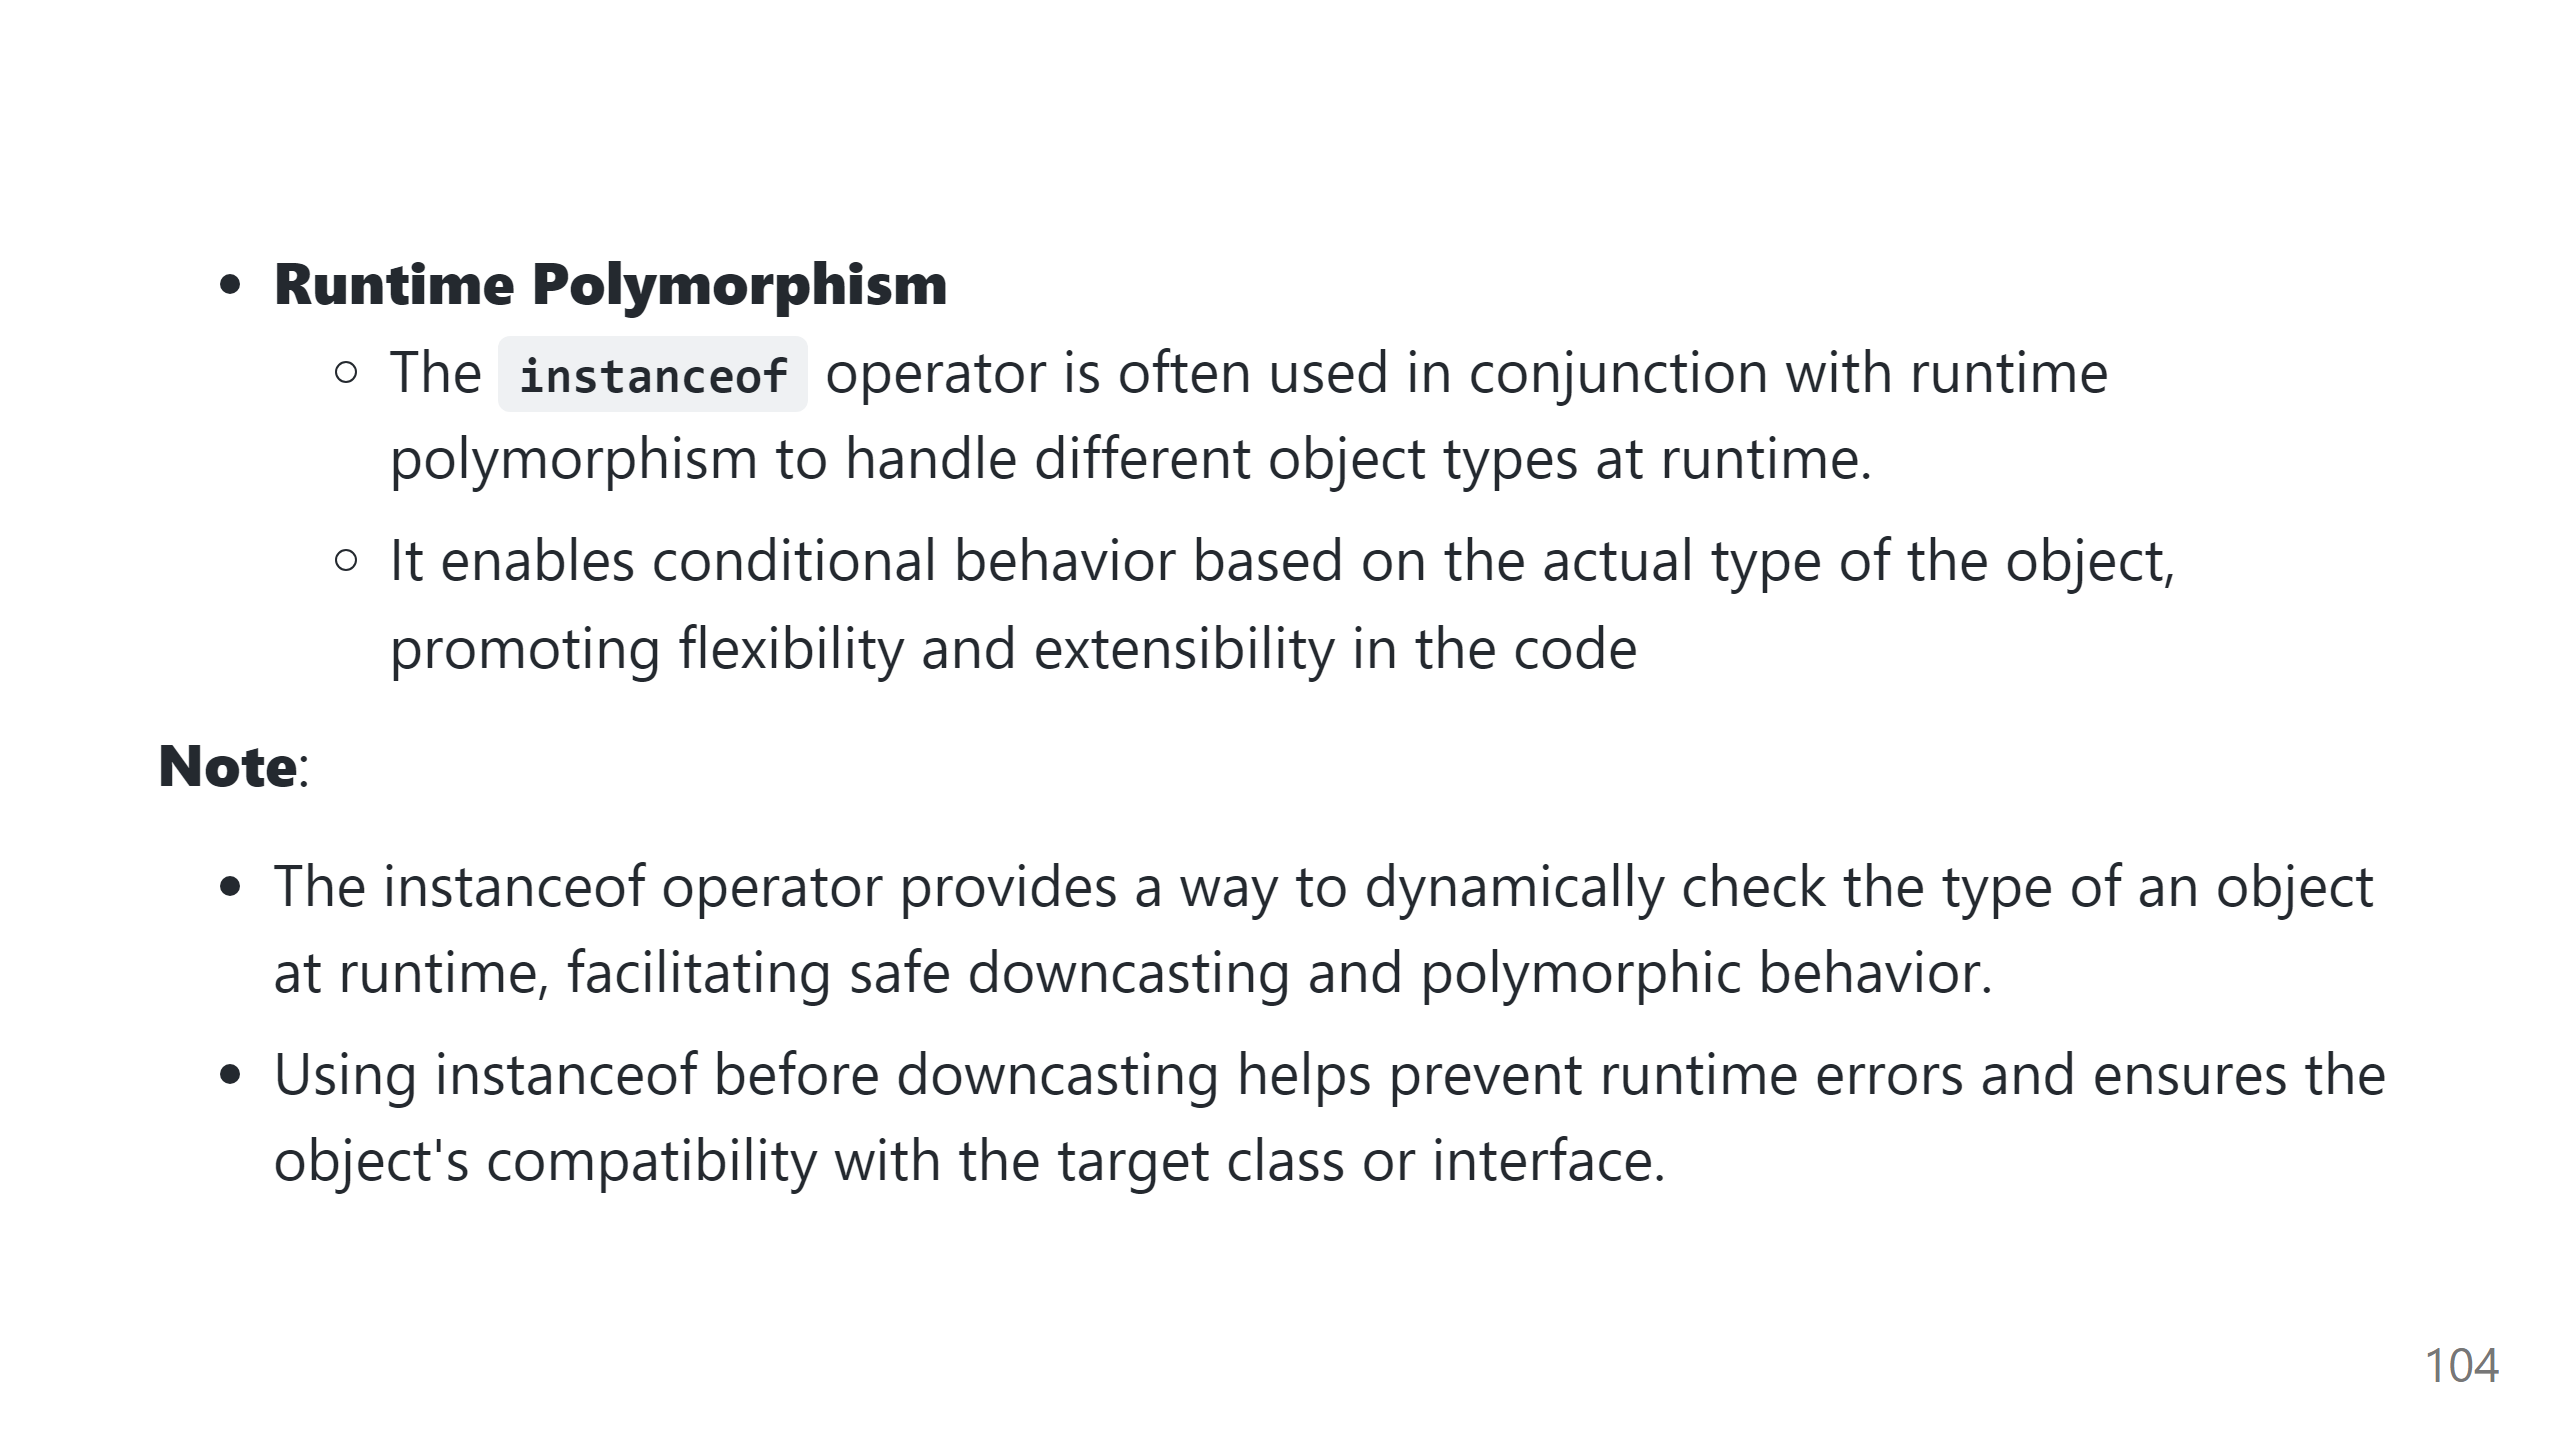 Runtime Polymorphism
The instanceof operator is often used in conjunction with runtime
polymorphism to handle different object types at runtime.
It enables conditional behavior based on the actual type of the object,
promoting flexibility and extensibility in the code
Note:
The instanceof operator provides a way to dynamically check the type of an object
at runtime, facilitating safe downcasting and polymorphic behavior.
Using instanceof before downcasting helps prevent runtime errors and ensures the
object's compatibility with the target class or interface.
104